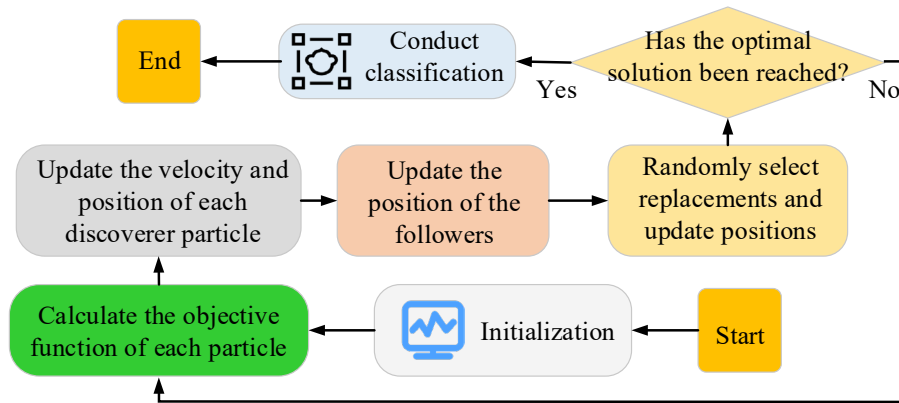 End
Conduct
classification
Has the optimal
solution been reached?
Yes
No
Update the velocity and
position of each
discoverer particle
Update the
position of the
followers
Randomly select
replacements and
update positions
Calculate the objective
function of each particle
Initialization
Start